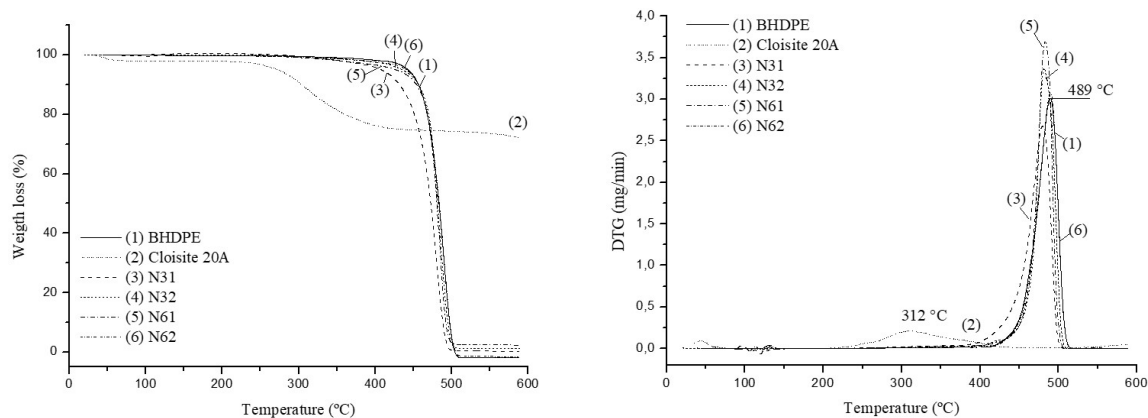 100
80
60
40
20
0
Weigth loss (%)
(4)
(6)
(5)
(3)
(1)
(2)
(1) BHDPE
(2) Cloisite 20A
(3) N31
(4) N32
(5) N61
(6) N62
0 100 200 300 400 500 600
Temperature (ºC)
4,0
3,5
3,0
2,5
2,0
1,5
1,0
0,5
0,0
DTG (mg/min)
(1) BHDPE
(2) Cloisite 20A
(3) N31
(4) N32
(5) N61
(6) N62
(5)
(4)
489 °C
(1)
(3)
(6)
312 °C
(2)
0 100 200 300 400 500 600
Temperature (ºC)